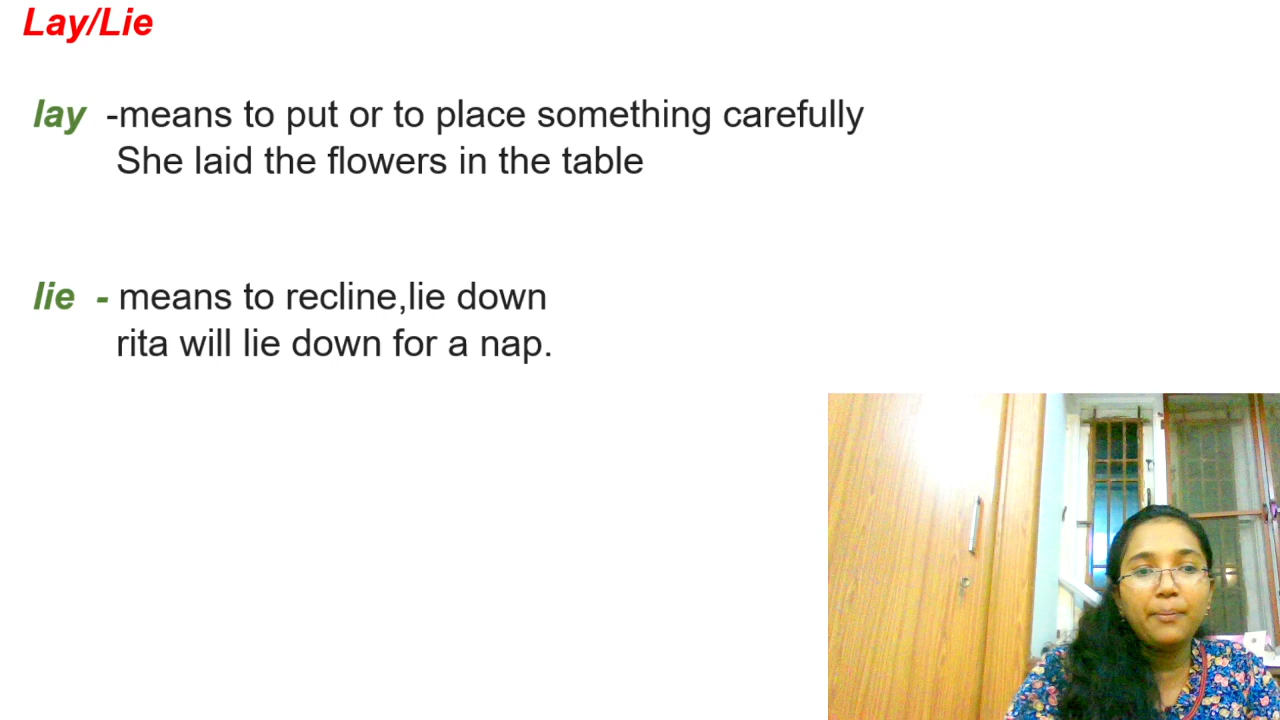 Lay/Lie
lay -means to put or to place something carefully
She laid the flowers in the table
lie - means to recline,lie down
rita will lie down for a nap.